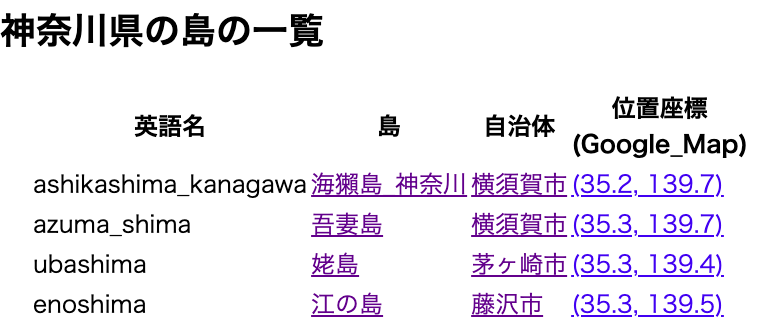 神奈川県の島の一覧
英語名 島 自治体 位置座標
(Google_Map)
ashikashima_kanagawa 海獺島_神奈川 横須賀市 (35.2, 139.7)
azuma_shima 吾妻島 横須賀市 (35.3, 139.7)
ubashima 姥島 茅ヶ崎市 (35.3, 139.4)
enoshima 江の島 藤沢市 (35.3, 139.5)